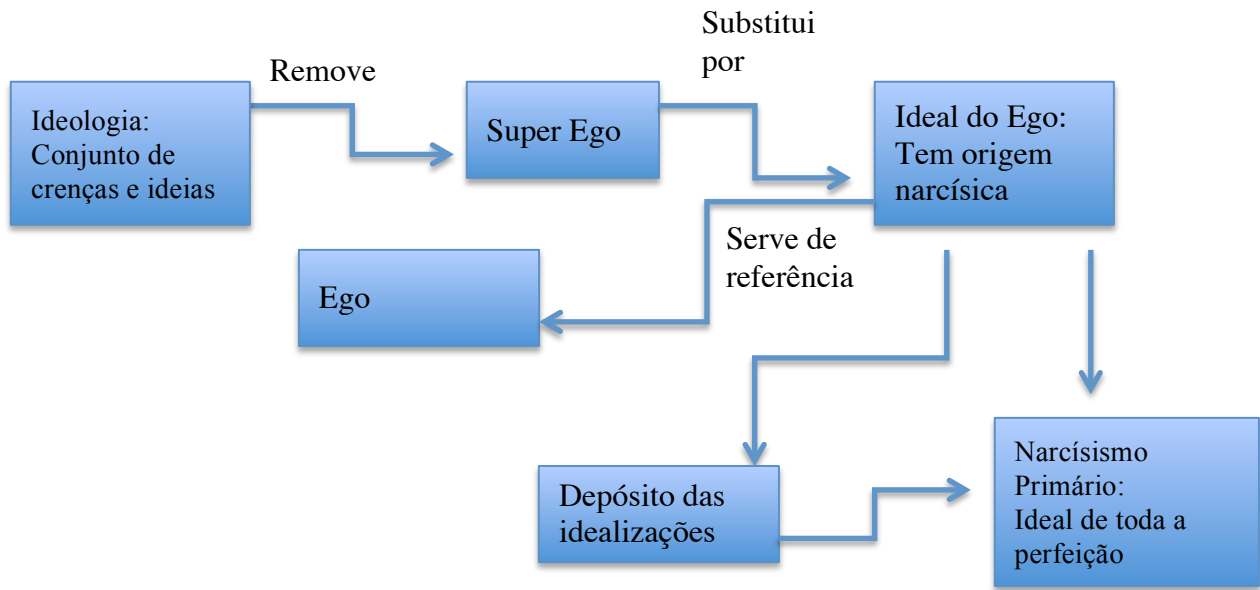 Substitui
por
Remove
Ideologia:
Conjunto de
crenças e ideias
Super Ego
Ideal do Ego:
Tem origem
narcísica
Serve de
referência
Ego
Depósito das
idealizações
Narcísismo
Primário:
Ideal de toda a
perfeição